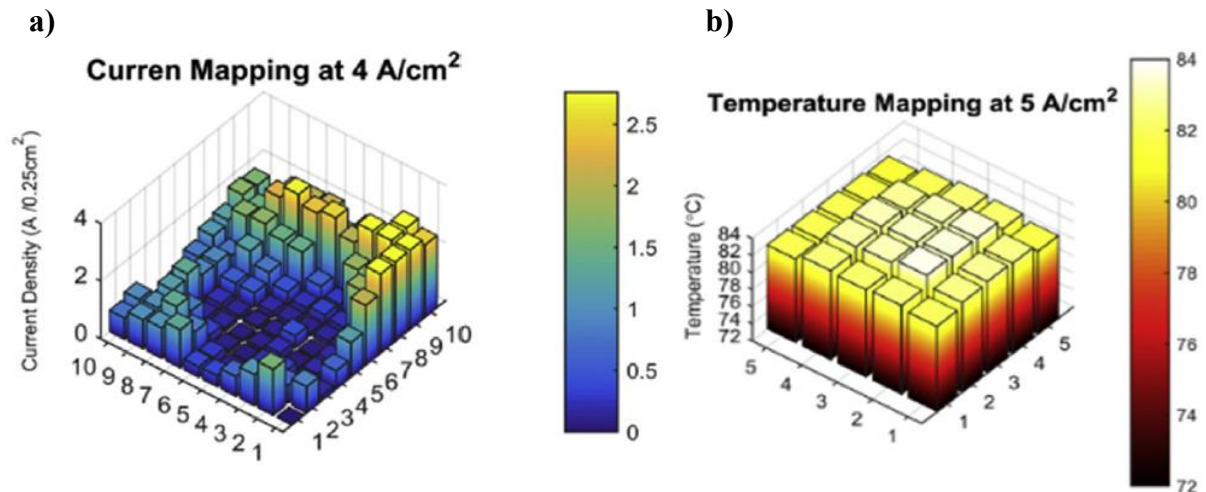 a)
Curren Mapping at 4 A/cm²
Current Density (A /0.25cm²)
4
2
0
10 9 8 7 6 5 4 3 2 1
1 2 3 4 5 6 7 8 9 10
2.5
2
1.5
1
0.5
0
b)
Temperature Mapping at 5 A/cm²
Temperature (°C)
84
82
80
78
76
74
72
5 4 3 2 1
1 2 3 4 5
84
82
80
78
76
74
72